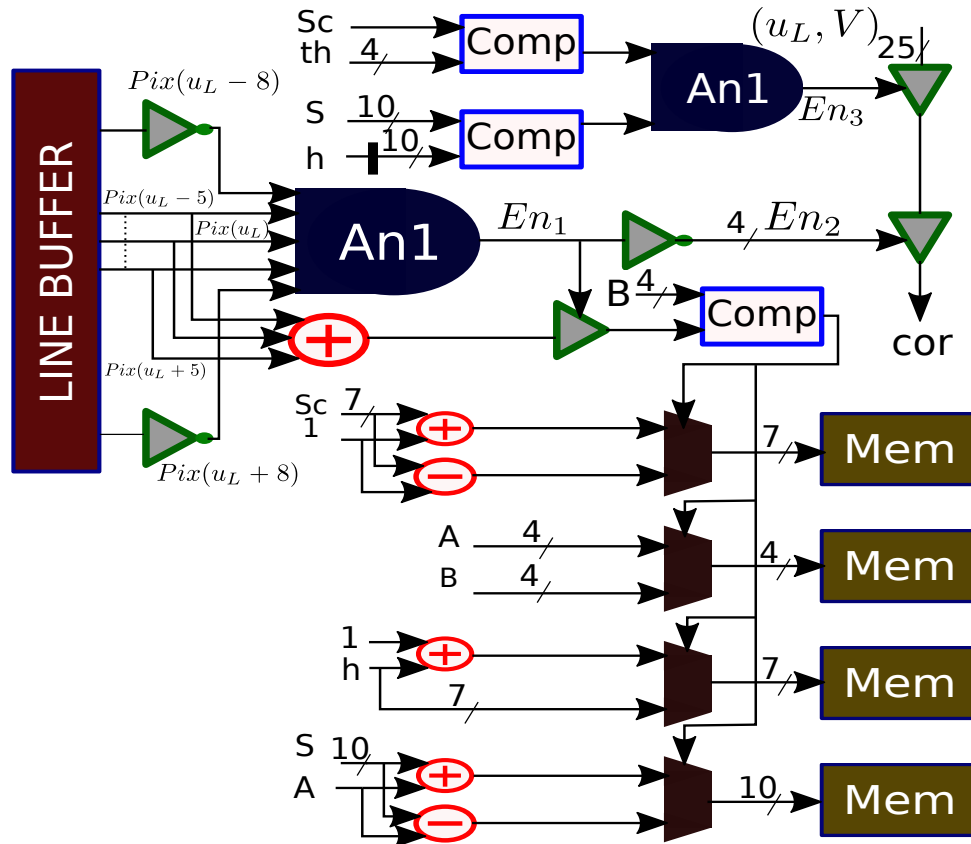 Sc
th
4
Comp
(u_L, V)
25
Pix(u_L − 8)
An1
En_3
S
10
h
10
Comp
LINE BUFFER
Pix(u_L − 5)
Pix(u_L)
An1
En_1
4
En_2
B
4
Comp
cor
Pix(u_L + 5)
Pix(u_L + 8)
Sc
7
1
7
Mem
A
4
B
4
4
Mem
1
h
7
7
Mem
S
10
A
10
Mem